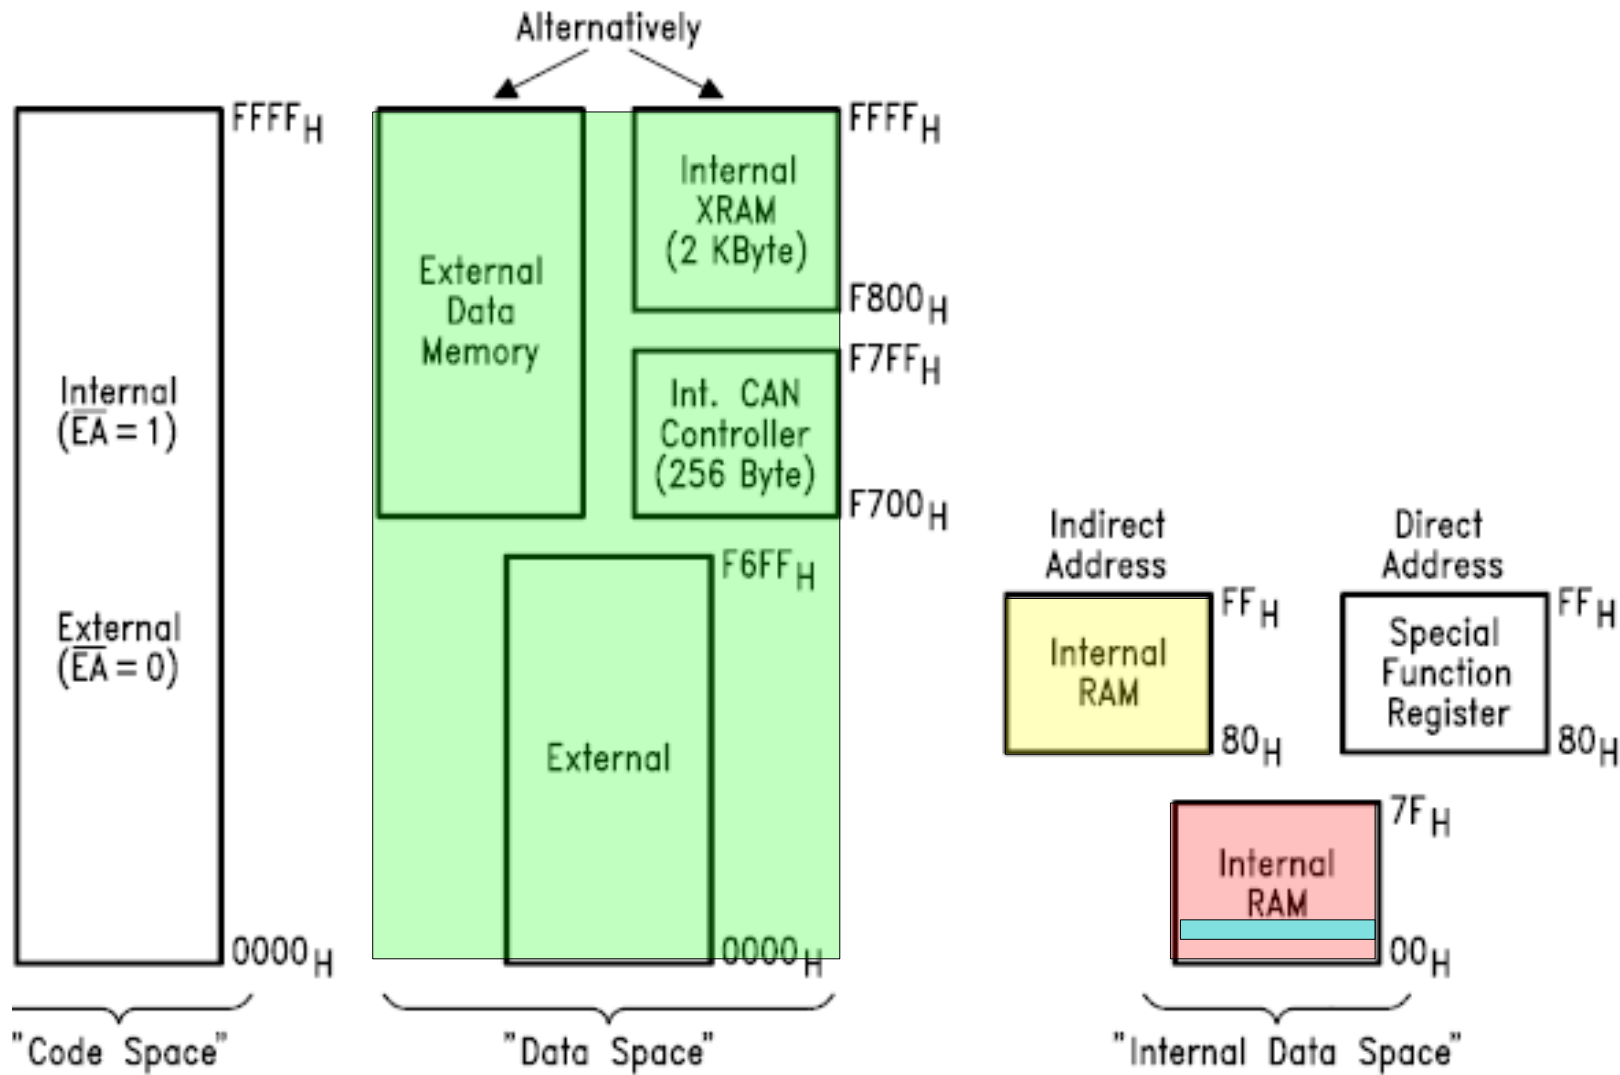 Alternatively
FFFFH
Internal
(EA = 1)
External
(EA = 0)
0000H
"Code Space"
External
Data
Memory
FFFFH
Internal
XRAM
(2 KByte)
F800H
F7FFH
Int. CAN
Controller
(256 Byte)
F700H
F6FFH
External
0000H
"Data Space"
Indirect
Address
FFH
Internal
RAM
80H
Direct
Address
FFH
Special
Function
Register
80H
7FH
Internal
RAM
00H
"Internal Data Space"